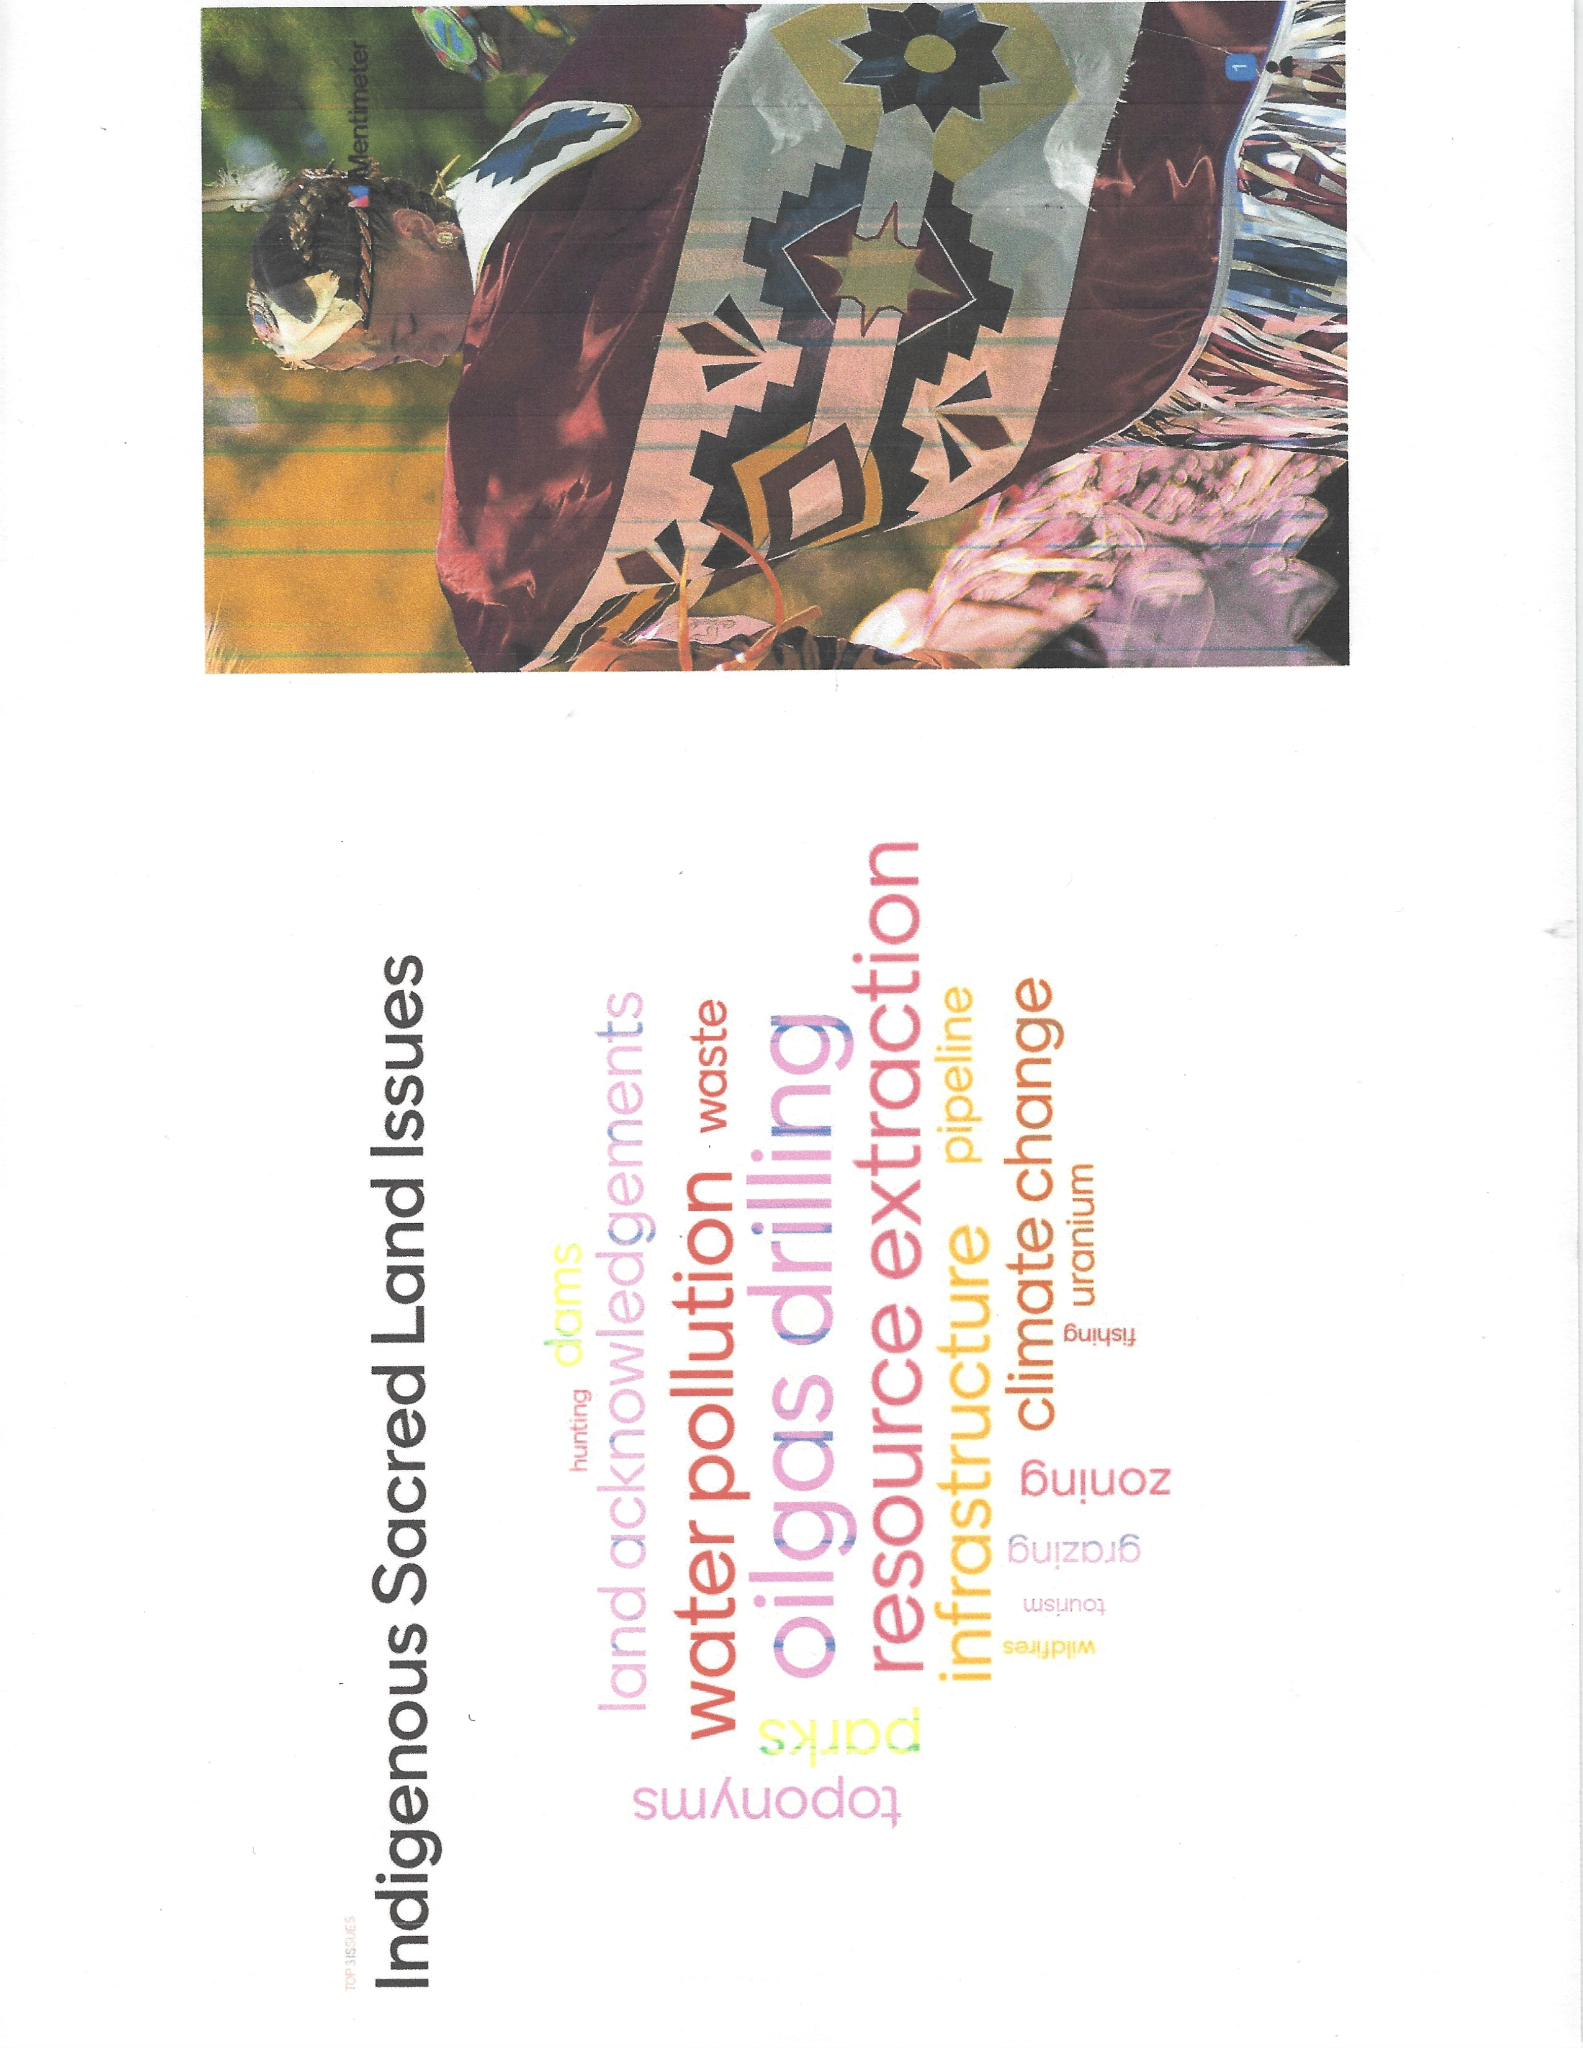 TOP 3 ISSUES
Indigenous Sacred Land Issues
hunting
dams
land acknowledgements
water pollution
waste
oilgas drilling
resource extraction
infrastructure
pipeline
climate change
uranium
fishing
zoning
grazing
tourism
wildfires
parks
toponyms
Mentimeter
1